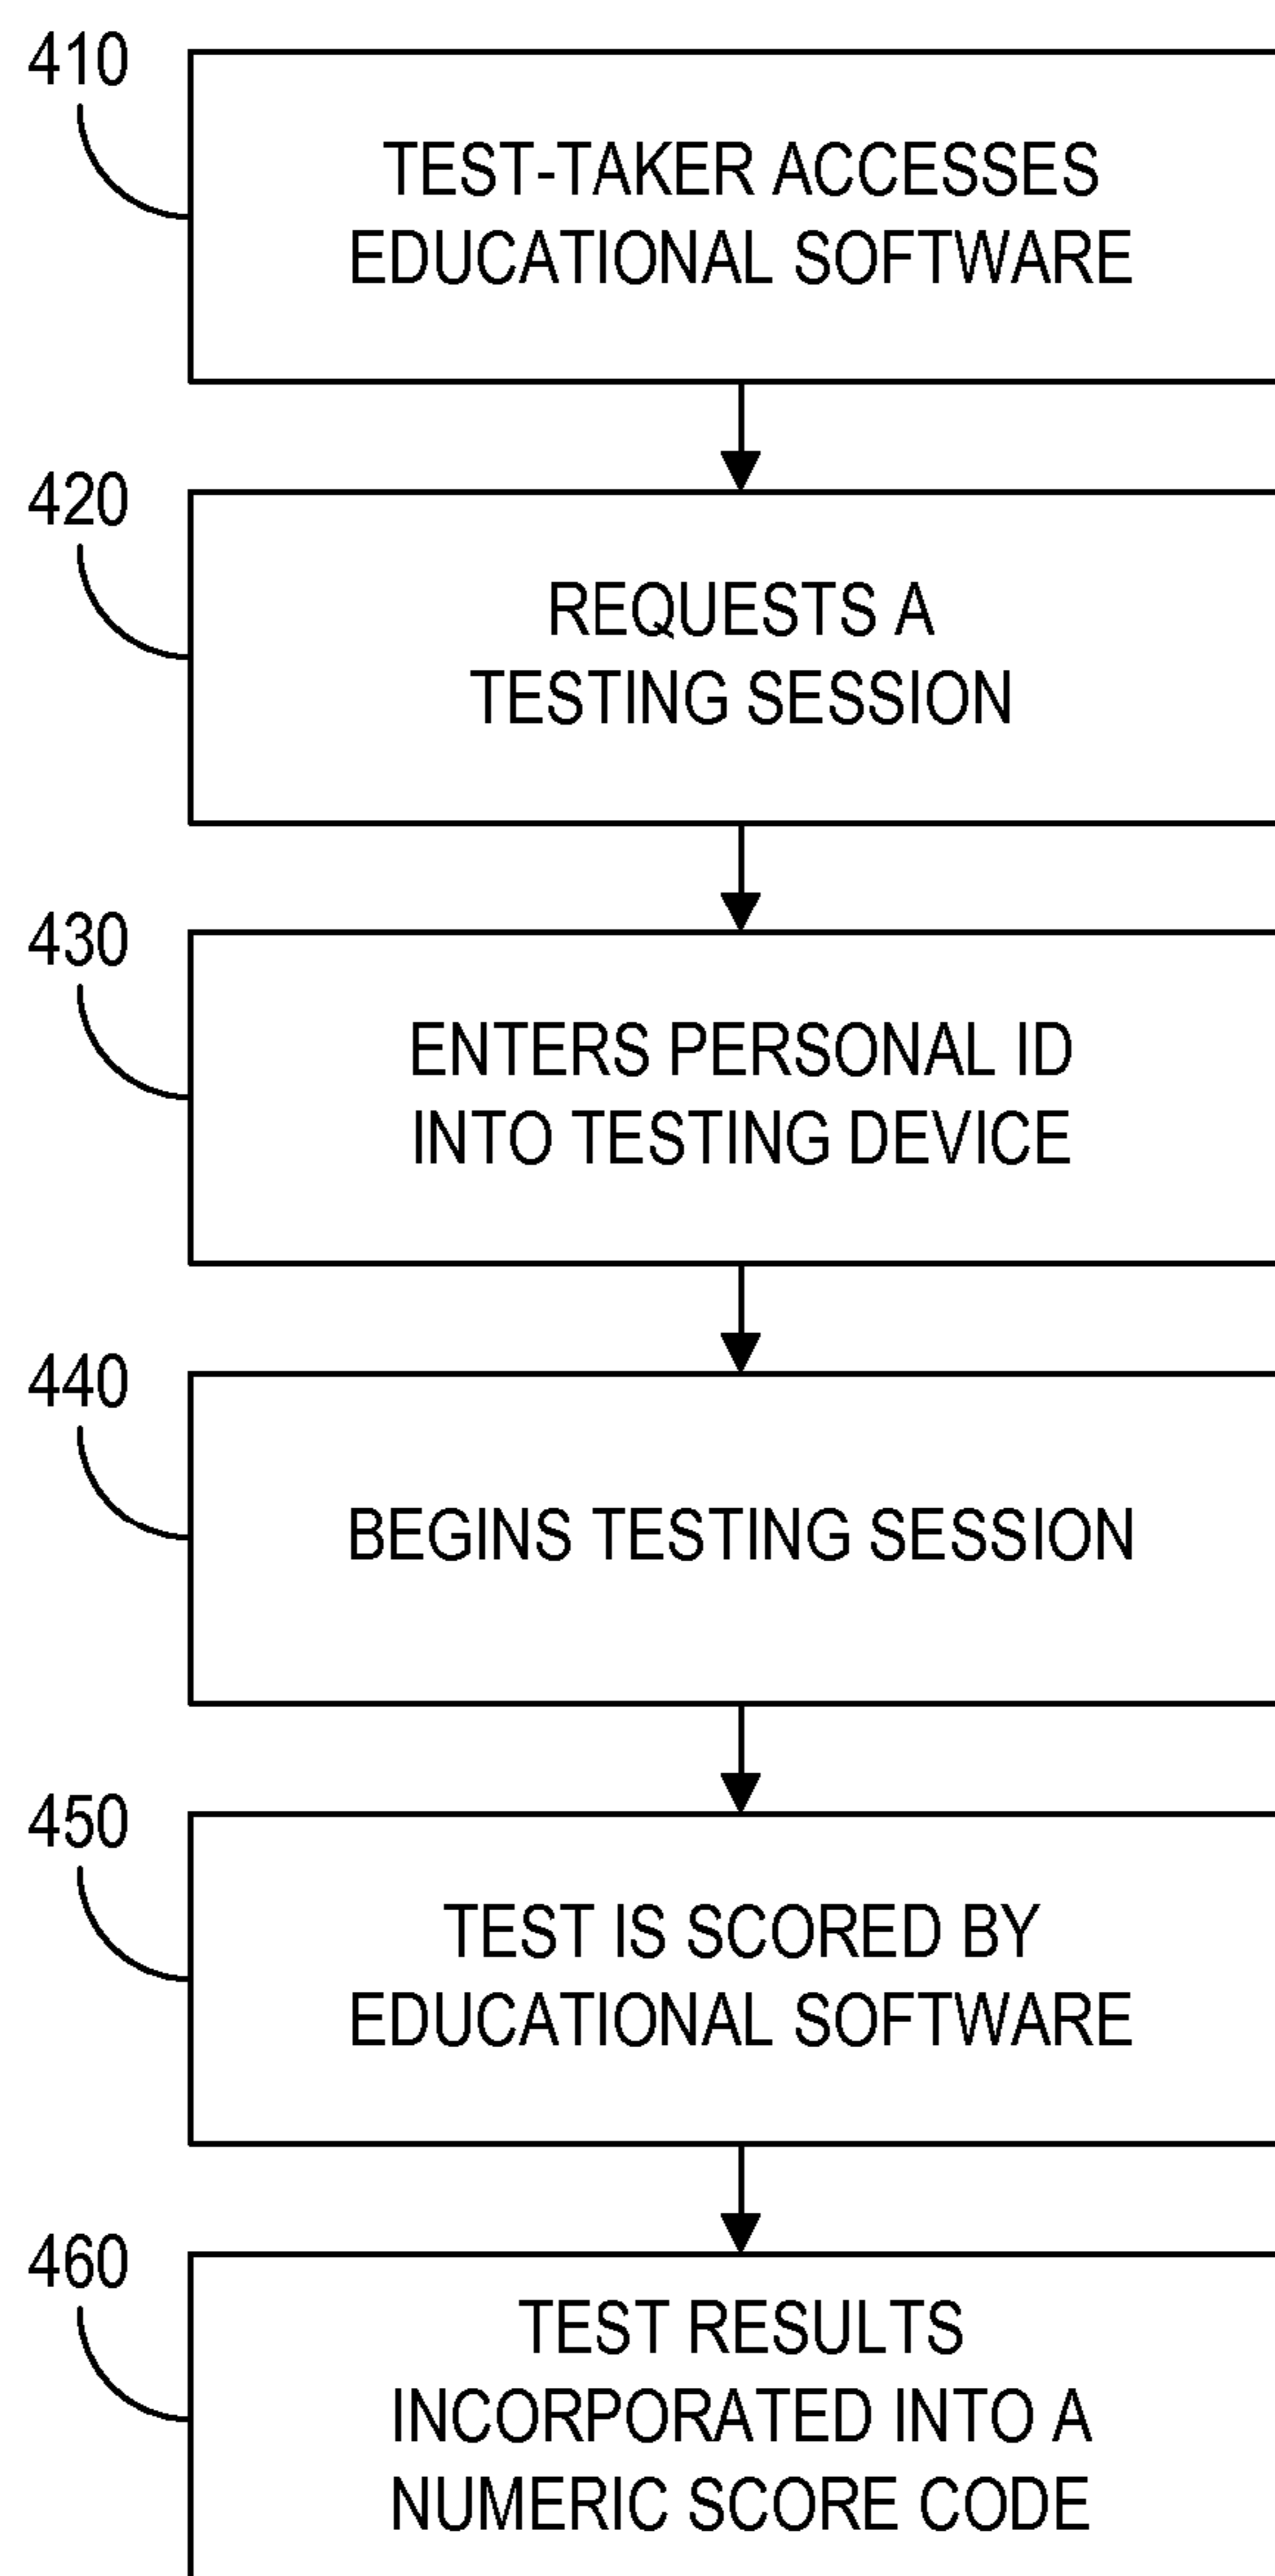 410
TEST-TAKER ACCESSES
EDUCATIONAL SOFTWARE
420
REQUESTS A
TESTING SESSION
430
ENTERS PERSONAL ID
INTO TESTING DEVICE
440
BEGINS TESTING SESSION
450
TEST IS SCORED BY
EDUCATIONAL SOFTWARE
460
TEST RESULTS
INCORPORATED INTO A
NUMERIC SCORE CODE